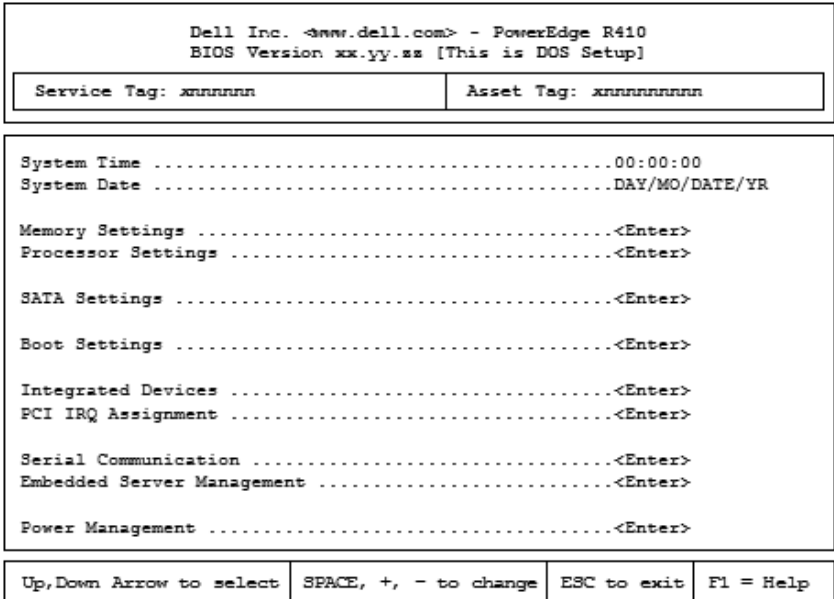 Dell Inc. <www.dell.com> - PowerEdge R410
BIOS Version xx.yy.zz [This is DOS Setup]
Service Tag: xnnnnnn
Asset Tag: xnnnnnnnnnn
System Time ..........................................00:00:00
System Date ..........................................DAY/MO/DATE/YR
Memory Settings ......................................<Enter>
Processor Settings ...................................<Enter>
SATA Settings ........................................<Enter>
Boot Settings ........................................<Enter>
Integrated Devices ...................................<Enter>
PCI IRQ Assignment ...................................<Enter>
Serial Communication .................................<Enter>
Embedded Server Management ...........................<Enter>
Power Management .....................................<Enter>
Up,Down Arrow to select
SPACE, +, - to change
ESC to exit
F1 = Help